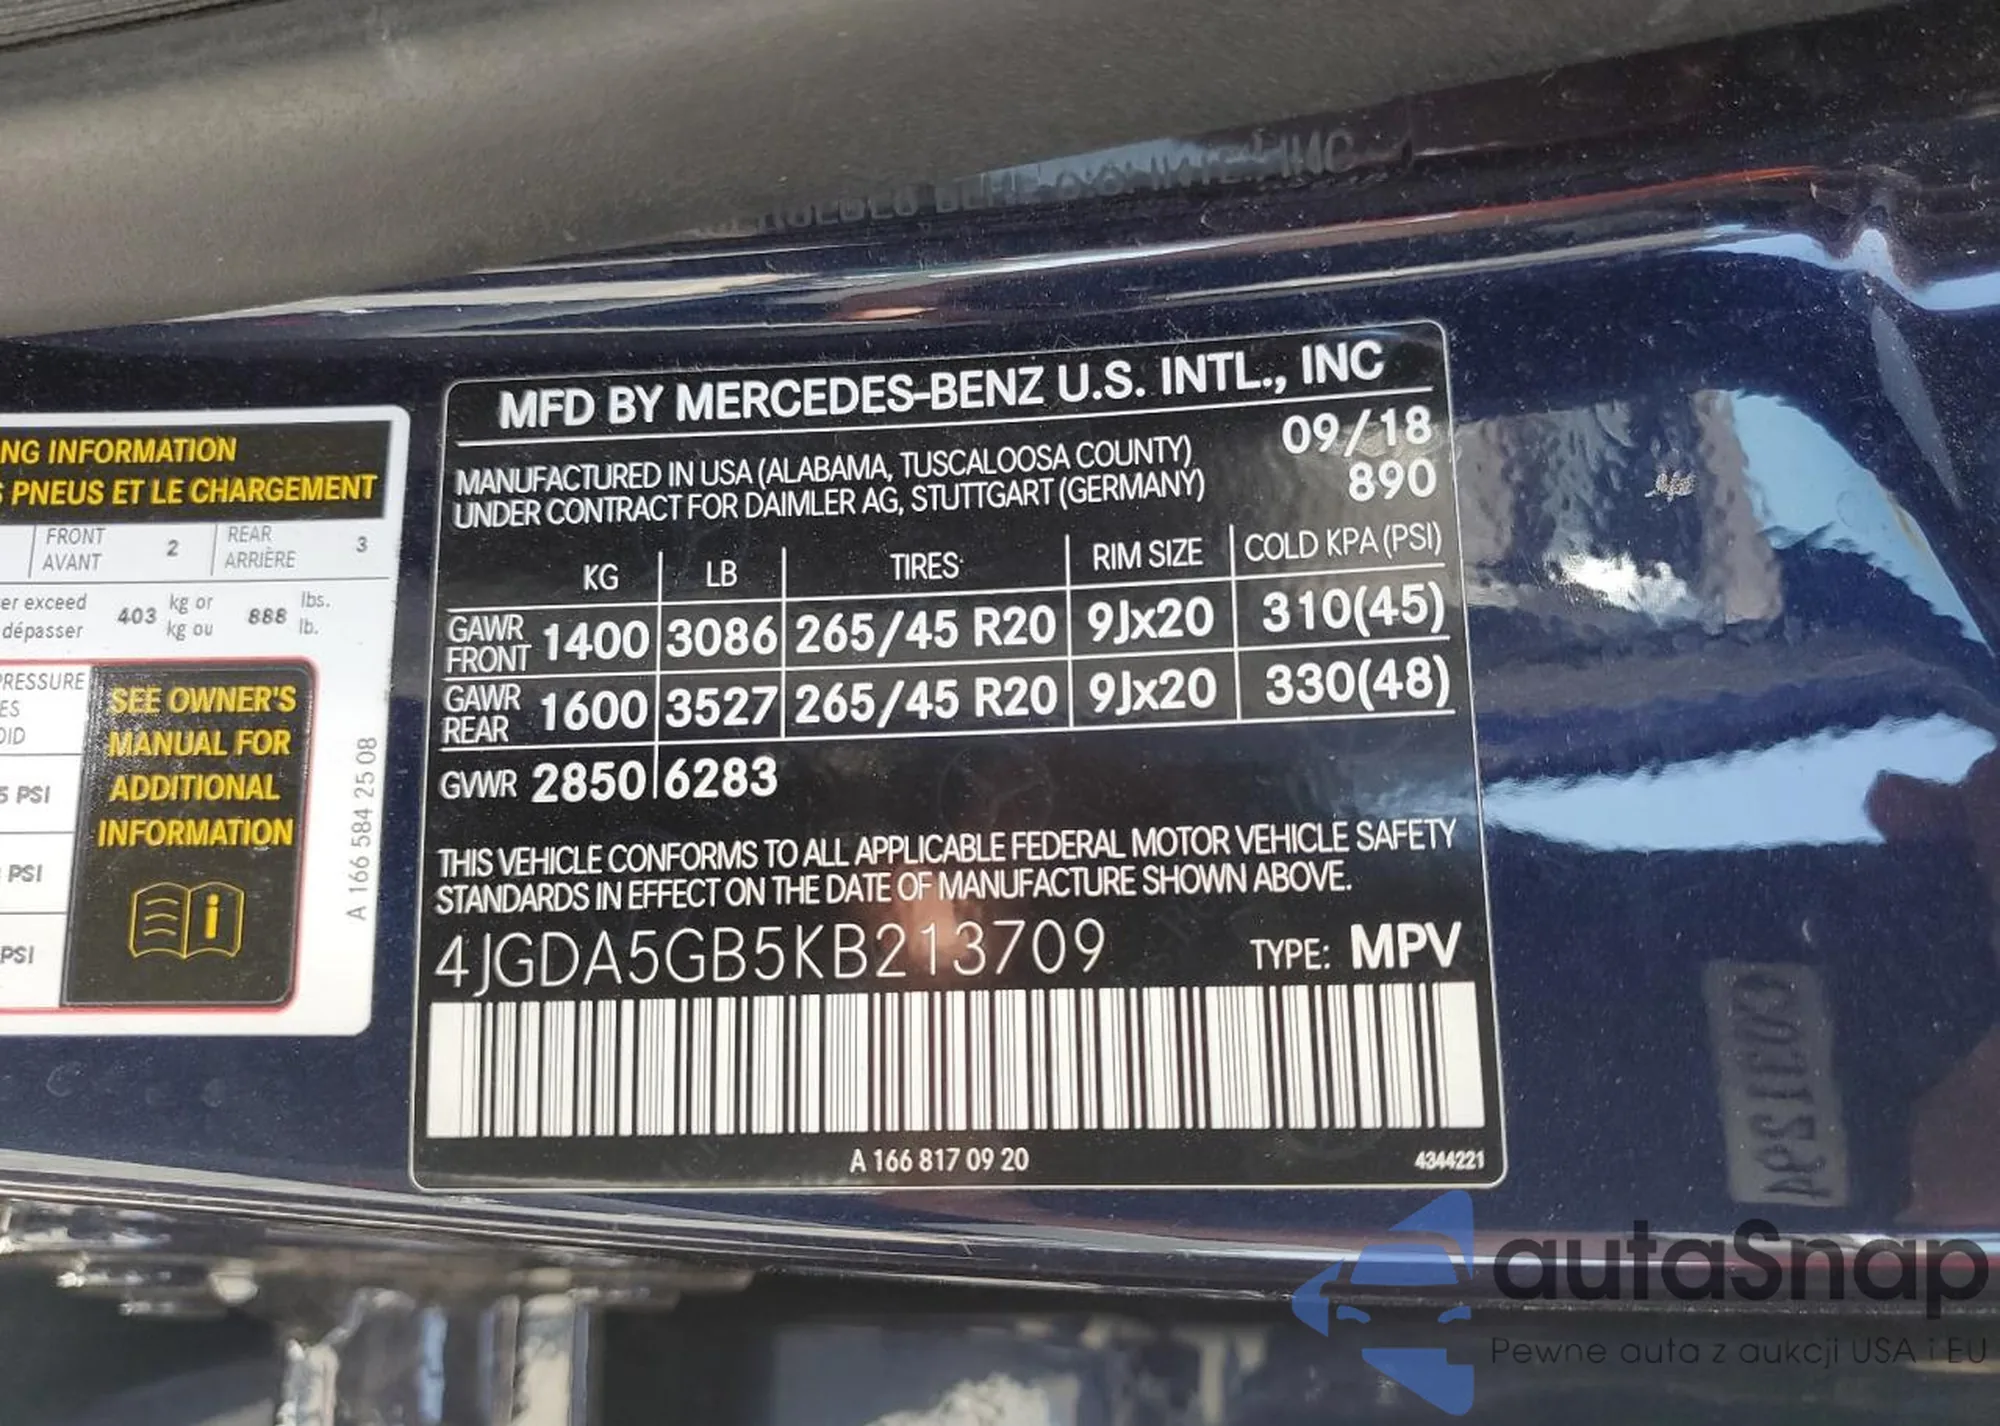 NG INFORMATION
S PNEUS ET LE CHARGEMENT
FRONT
AVANT
2
REAR
ARRIÈRE
3
er exceed
dépasser
403
kg or
kg ou
888
lbs.
lb.
PRESSURE
ES
OID
5 PSI
PSI
PSI
SEE OWNER'S
MANUAL FOR
ADDITIONAL
INFORMATION
A 166 584 25 08
MFD BY MERCEDES-BENZ U.S. INTL., INC
MANUFACTURED IN USA (ALABAMA, TUSCALOOSA COUNTY)
UNDER CONTRACT FOR DAIMLER AG, STUTTGART (GERMANY)
09/18
890
KG LB TIRES RIM SIZE COLD KPA (PSI)
GAWR FRONT 1400 3086 265/45 R20 9Jx20 310(45)
GAWR REAR 1600 3527 265/45 R20 9Jx20 330(48)
GVWR 2850 6283
THIS VEHICLE CONFORMS TO ALL APPLICABLE FEDERAL MOTOR VEHICLE SAFETY
STANDARDS IN EFFECT ON THE DATE OF MANUFACTURE SHOWN ABOVE.
4JGDA5GB5KB213709 TYPE: MPV
A 166 817 09 20
4344221
autaSnap
Pewne auta z aukcji USA i EU